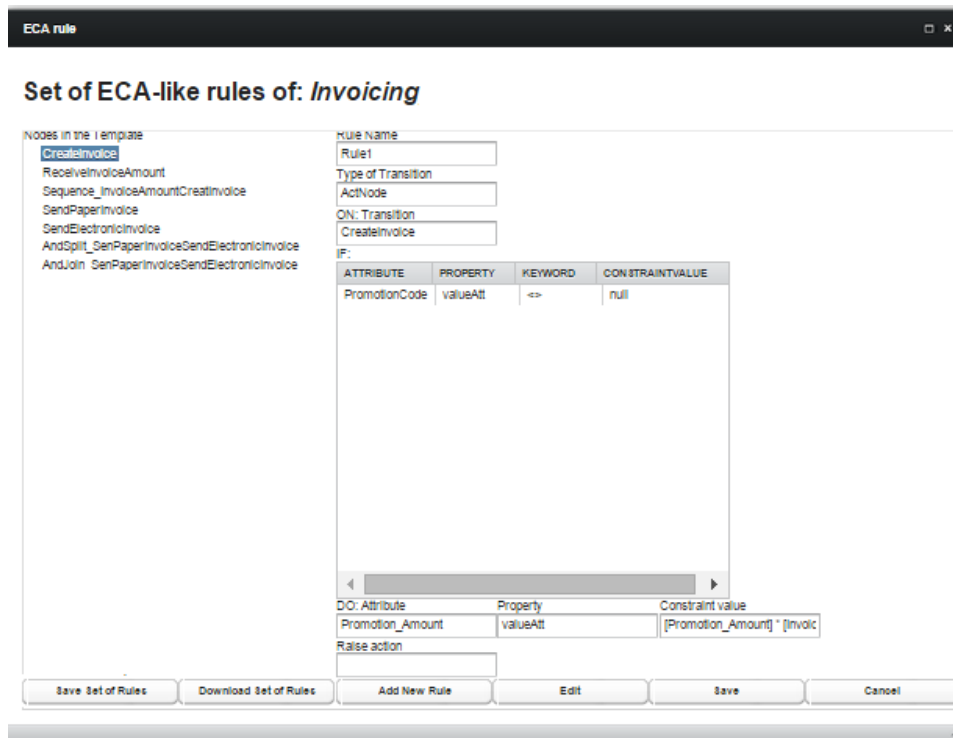 ECA rule
Set of ECA-like rules of: Invoicing
Nodes in the Template
CreateInvoice
ReceiveInvoiceAmount
Sequence_InvoiceAmountCreatInvoice
SendPaperInvoice
SendElectronicInvoice
AndSplit_SenPaperInvoiceSendElectronicInvoice
AndJoin_SenPaperInvoiceSendElectronicInvoice
Rule Name
Rule1
Type of Transition
ActNode
ON: Transition
CreateInvoice
IF:
ATTRIBUTE PROPERTY KEYWORD CONSTRAINTVALUE
PromotionCode valueAtt <> null
DO: Attribute Property Constraint value
Promotion_Amount valueAtt [Promotion_Amount] * [Invoic
Raise action
Save Set of Rules Download Set of Rules Add New Rule Edit Save Cancel